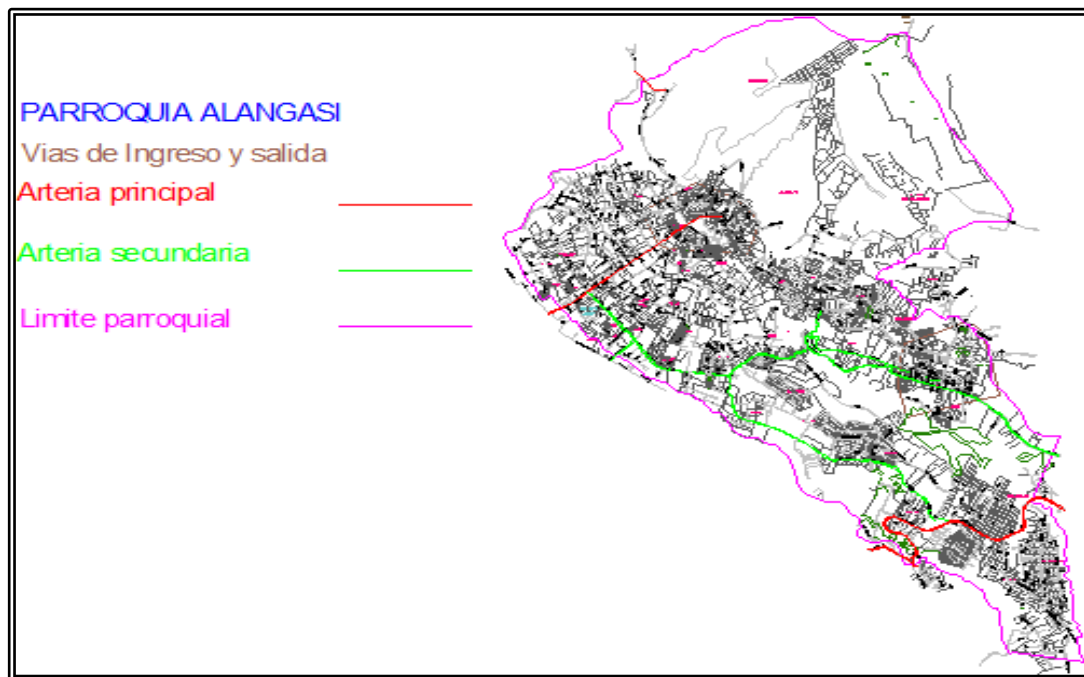 PARROQUIA ALANGASI
Vias de Ingreso y salida
Arteria principal
Arteria secundaria
Limite parroquial